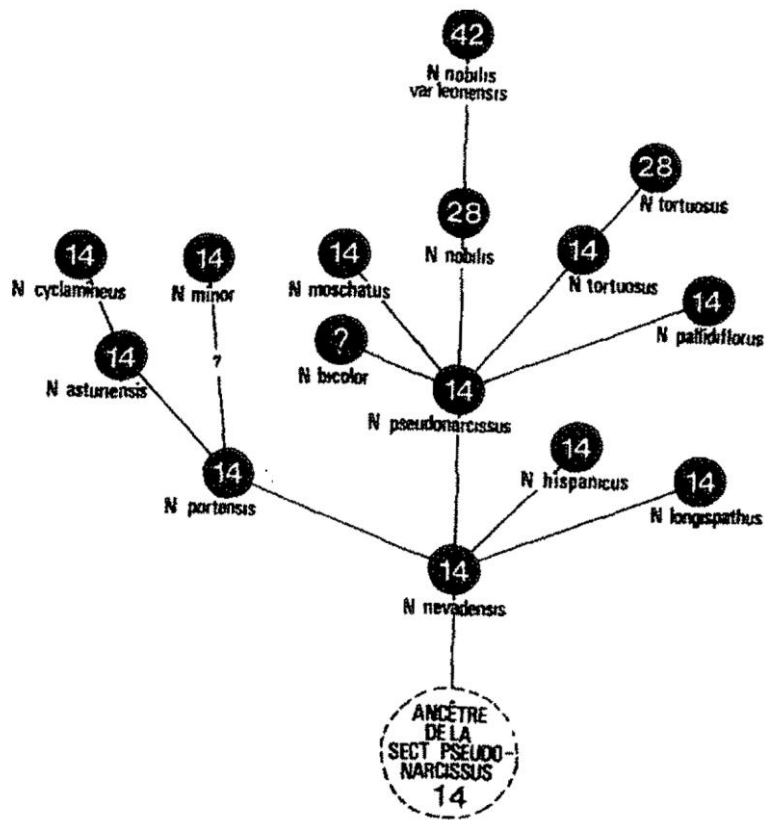 42
N nobilis
var leonensis
28
N tortuosus
28
N nobilis
14
N cyclamineus
14
N minor
14
N moschatus
14
N tortuosus
14
N pallidiflorus
?
N bicolor
14
N asturiensis
?
14
N pseudonarcissus
14
N hispanicus
14
N portensis
14
N longispathus
14
N nevadensis
ANCÊTRE
DE LA
SECT PSEUDO-
NARCISSUS
14